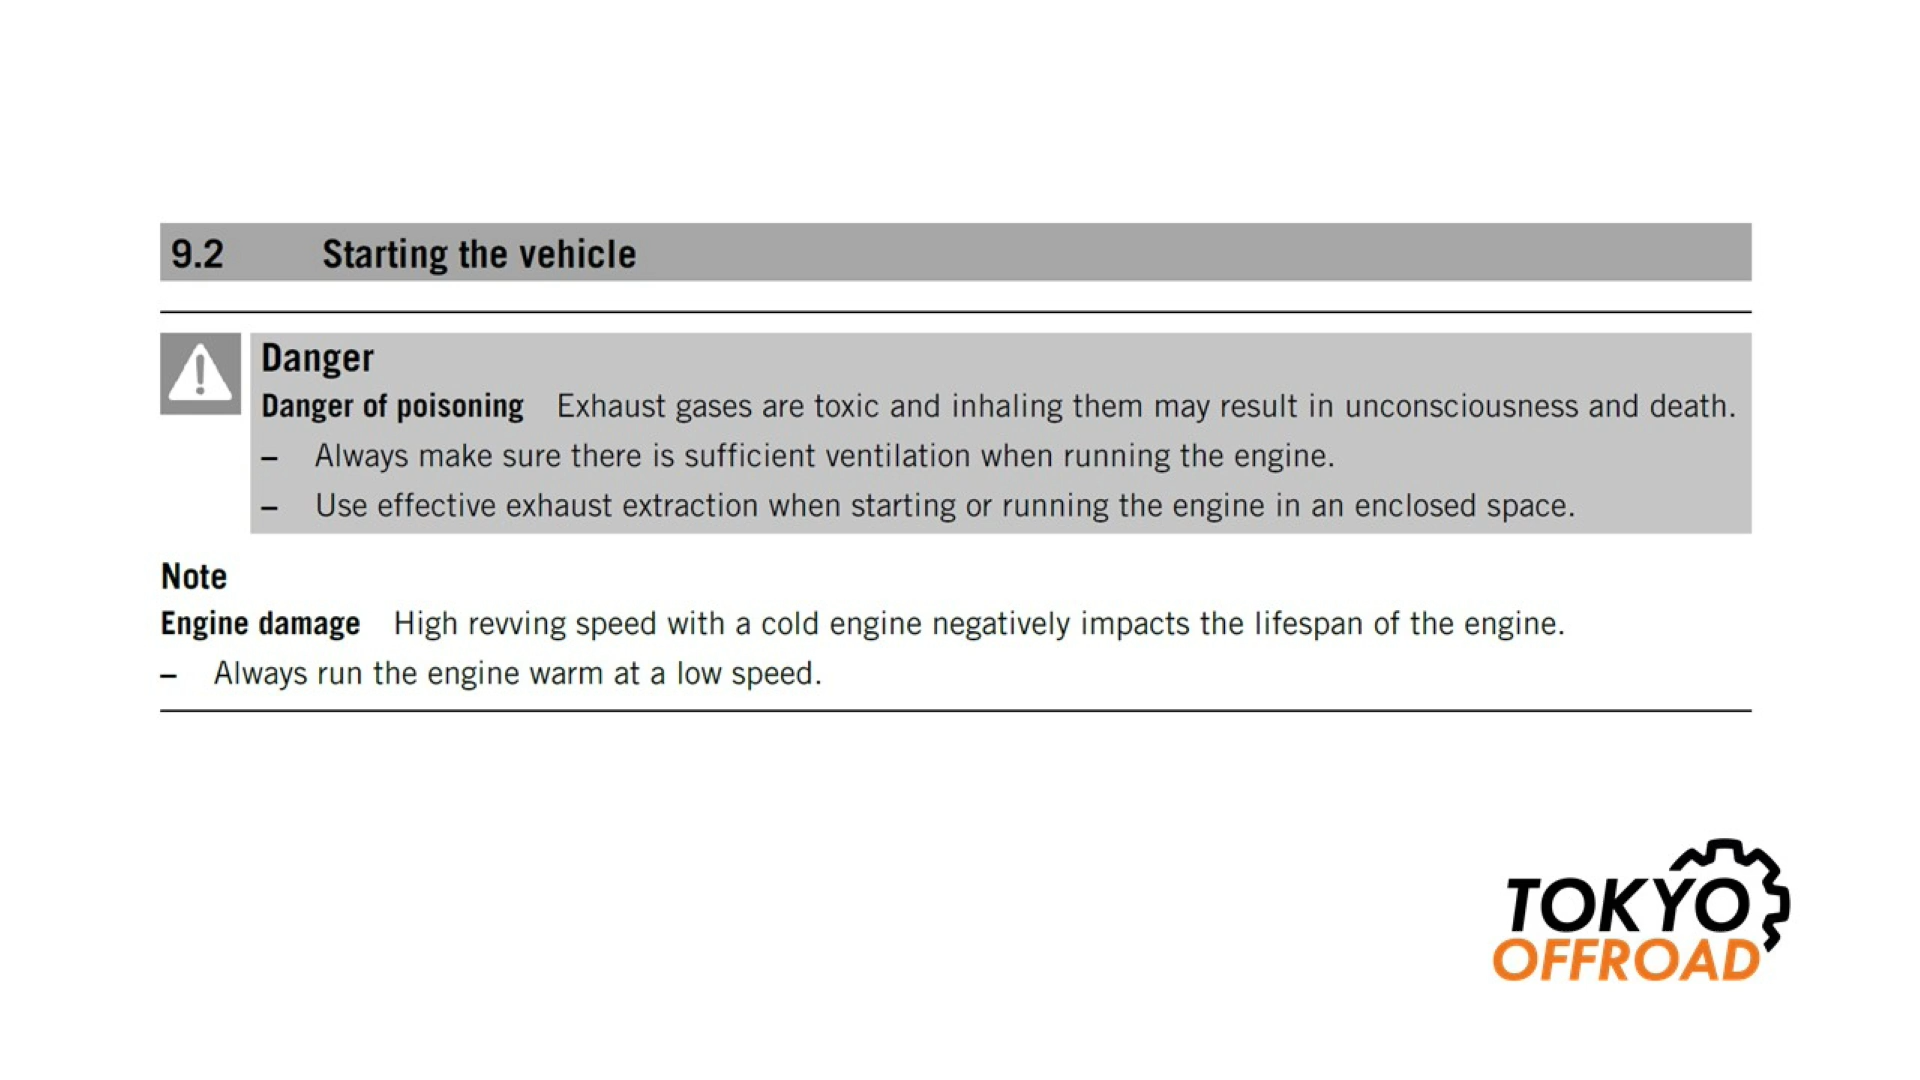 9.2 Starting the vehicle
Danger
Danger of poisoning Exhaust gases are toxic and inhaling them may result in unconsciousness and death.
– Always make sure there is sufficient ventilation when running the engine.
– Use effective exhaust extraction when starting or running the engine in an enclosed space.
Note
Engine damage High revving speed with a cold engine negatively impacts the lifespan of the engine.
– Always run the engine warm at a low speed.
TOKYO
OFFROAD